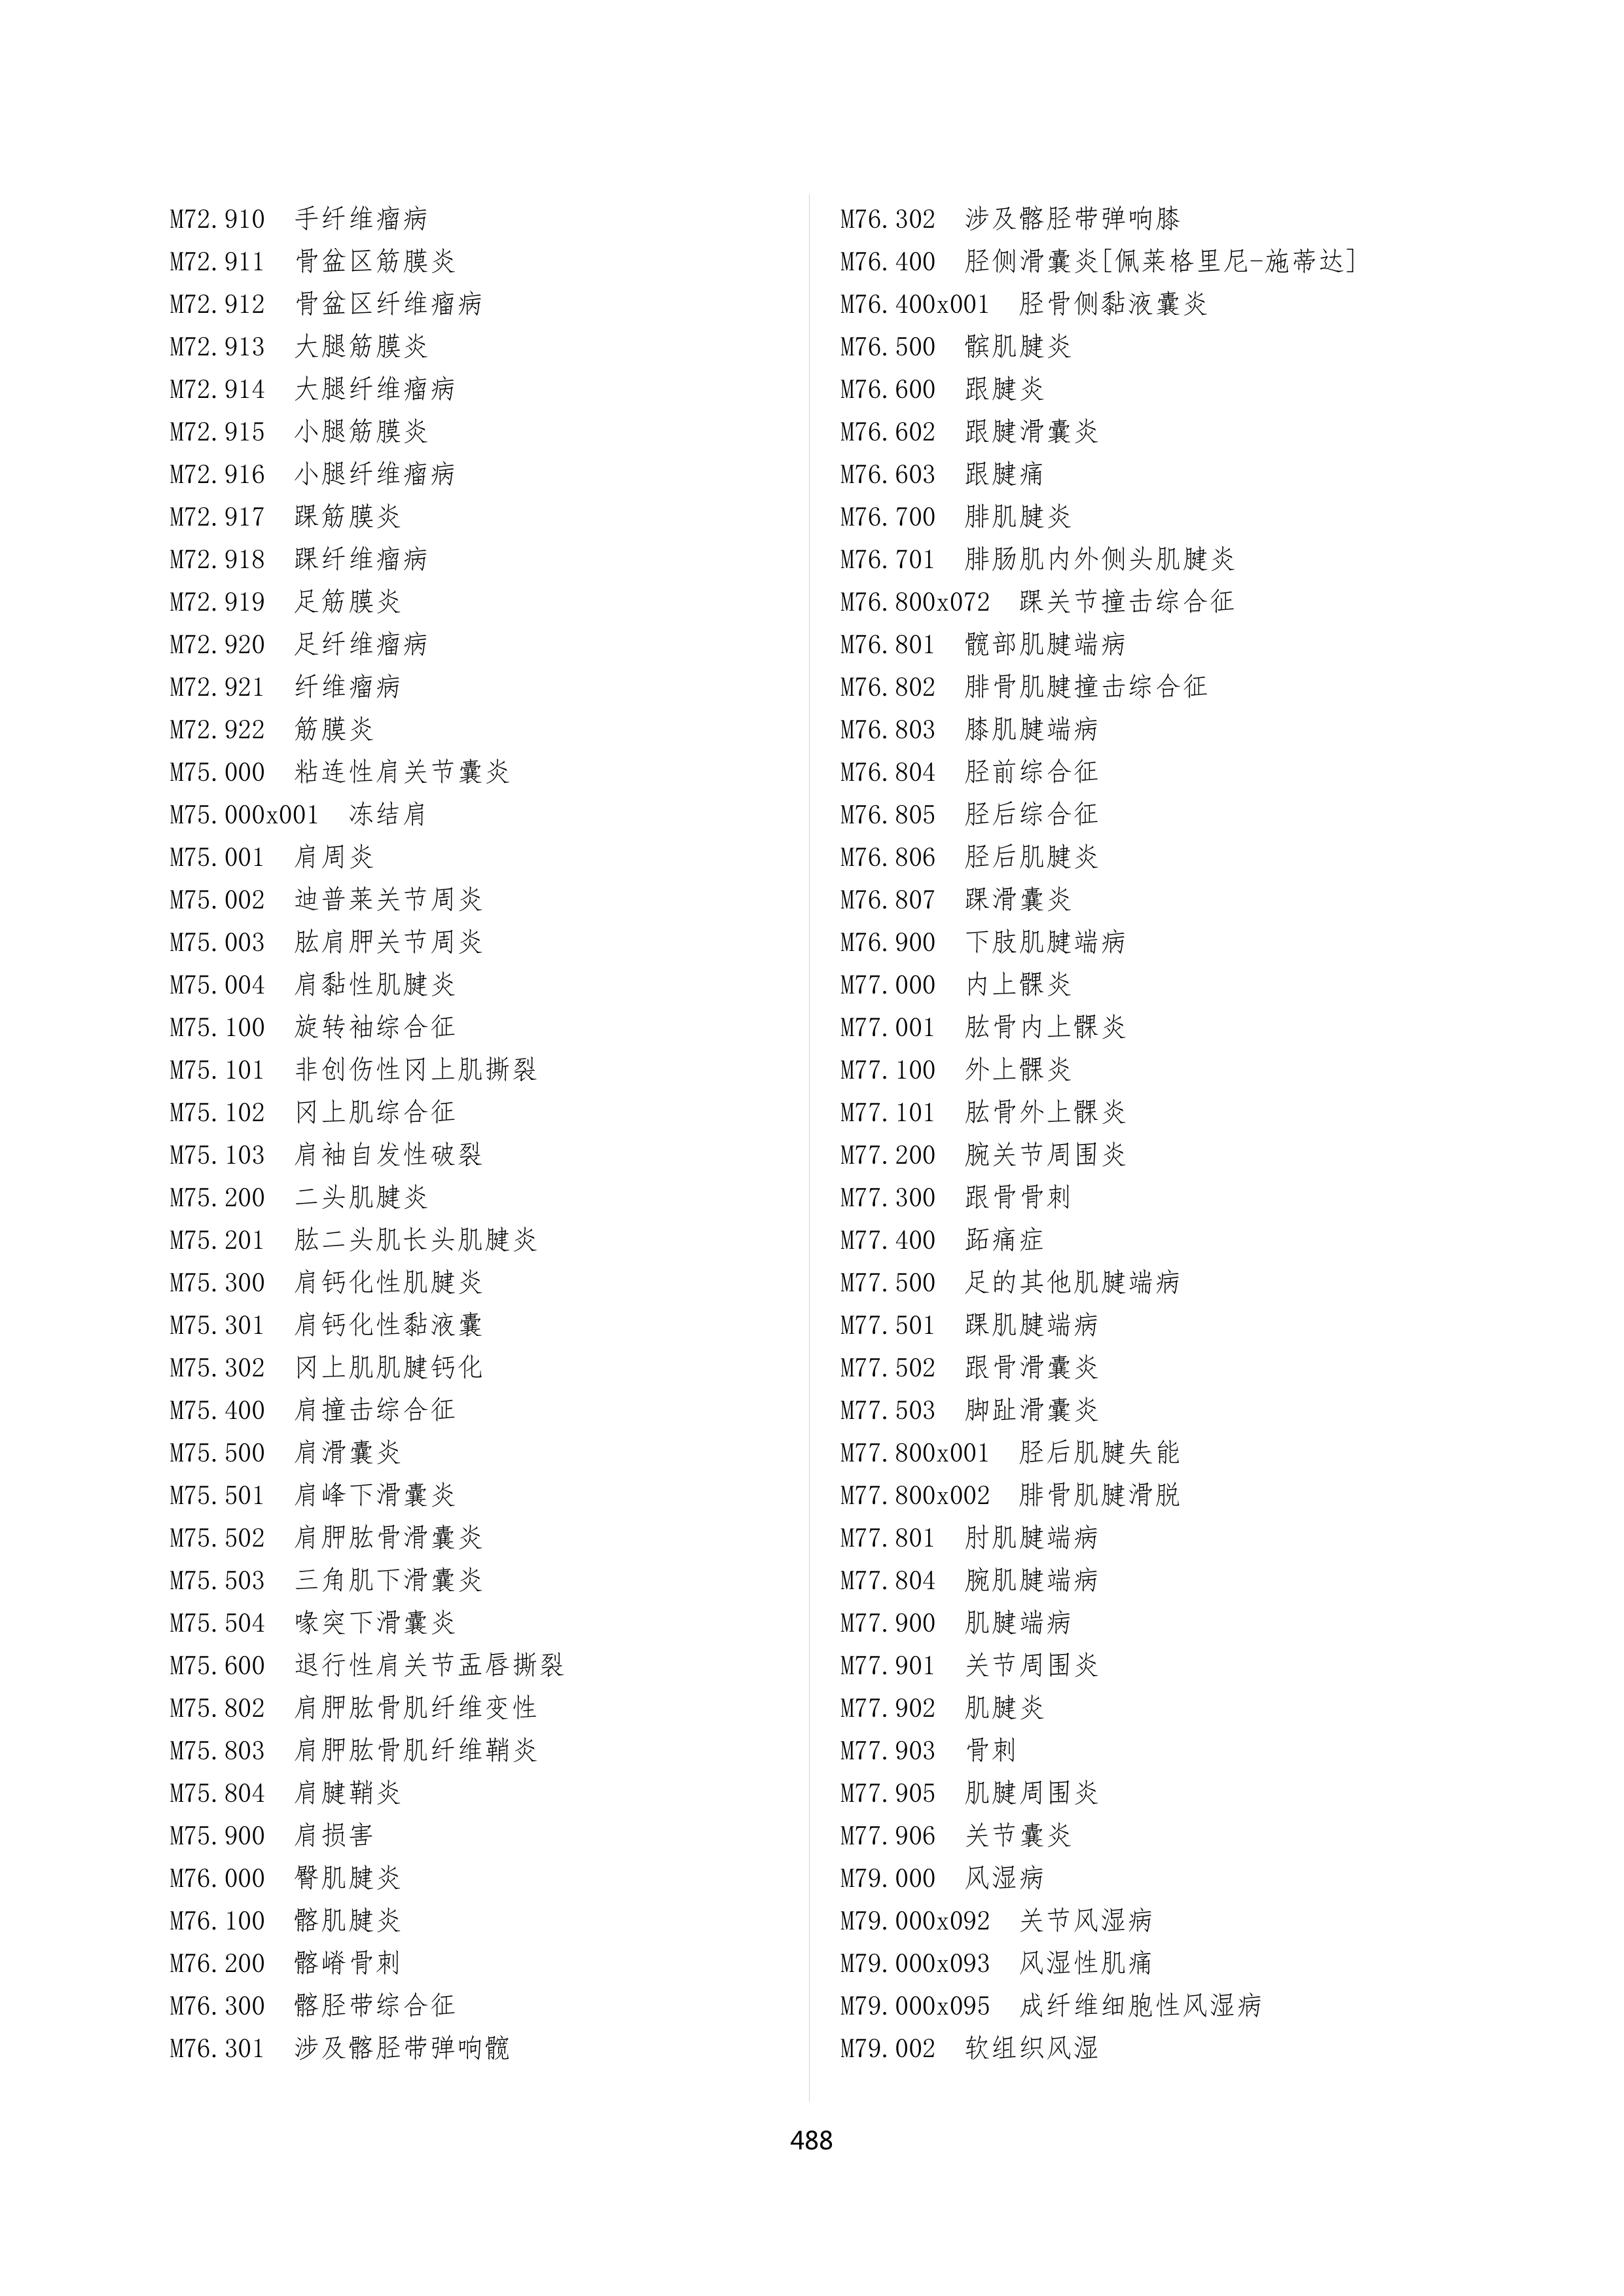 M72.910 手纤维瘤病
M72.911 骨盆区筋膜炎
M72.912 骨盆区纤维瘤病
M72.913 大腿筋膜炎
M72.914 大腿纤维瘤病
M72.915 小腿筋膜炎
M72.916 小腿纤维瘤病
M72.917 踝筋膜炎
M72.918 踝纤维瘤病
M72.919 足筋膜炎
M72.920 足纤维瘤病
M72.921 纤维瘤病
M72.922 筋膜炎
M75.000 粘连性肩关节囊炎
M75.000x001 冻结肩
M75.001 肩周炎
M75.002 迪普莱关节周炎
M75.003 肱肩胛关节周炎
M75.004 肩黏性肌腱炎
M75.100 旋转袖综合征
M75.101 非创伤性冈上肌撕裂
M75.102 冈上肌综合征
M75.103 肩袖自发性破裂
M75.200 二头肌腱炎
M75.201 肱二头肌长头肌腱炎
M75.300 肩钙化性肌腱炎
M75.301 肩钙化性黏液囊
M75.302 冈上肌肌腱钙化
M75.400 肩撞击综合征
M75.500 肩滑囊炎
M75.501 肩峰下滑囊炎
M75.502 肩胛肱骨滑囊炎
M75.503 三角肌下滑囊炎
M75.504 喙突下滑囊炎
M75.600 退行性肩关节盂唇撕裂
M75.802 肩胛肱骨肌纤维变性
M75.803 肩胛肱骨肌纤维鞘炎
M75.804 肩腱鞘炎
M75.900 肩损害
M76.000 臀肌腱炎
M76.100 髂肌腱炎
M76.200 髂嵴骨刺
M76.300 髂胫带综合征
M76.301 涉及髂胫带弹响髋
M76.302 涉及髂胫带弹响膝
M76.400 胫侧滑囊炎[佩莱格里尼-施蒂达]
M76.400x001 胫骨侧黏液囊炎
M76.500 髌肌腱炎
M76.600 跟腱炎
M76.602 跟腱滑囊炎
M76.603 跟腱痛
M76.700 腓肌腱炎
M76.701 腓肠肌内外侧头肌腱炎
M76.800x072 踝关节撞击综合征
M76.801 髋部肌腱端病
M76.802 腓骨肌腱撞击综合征
M76.803 膝肌腱端病
M76.804 胫前综合征
M76.805 胫后综合征
M76.806 胫后肌腱炎
M76.807 踝滑囊炎
M76.900 下肢肌腱端病
M77.000 内上髁炎
M77.001 肱骨内上髁炎
M77.100 外上髁炎
M77.101 肱骨外上髁炎
M77.200 腕关节周围炎
M77.300 跟骨骨刺
M77.400 跖痛症
M77.500 足的其他肌腱端病
M77.501 踝肌腱端病
M77.502 跟骨滑囊炎
M77.503 脚趾滑囊炎
M77.800x001 胫后肌腱失能
M77.800x002 腓骨肌腱滑脱
M77.801 肘肌腱端病
M77.804 腕肌腱端病
M77.900 肌腱端病
M77.901 关节周围炎
M77.902 肌腱炎
M77.903 骨刺
M77.905 肌腱周围炎
M77.906 关节囊炎
M79.000 风湿病
M79.000x092 关节风湿病
M79.000x093 风湿性肌痛
M79.000x095 成纤维细胞性风湿病
M79.002 软组织风湿
488